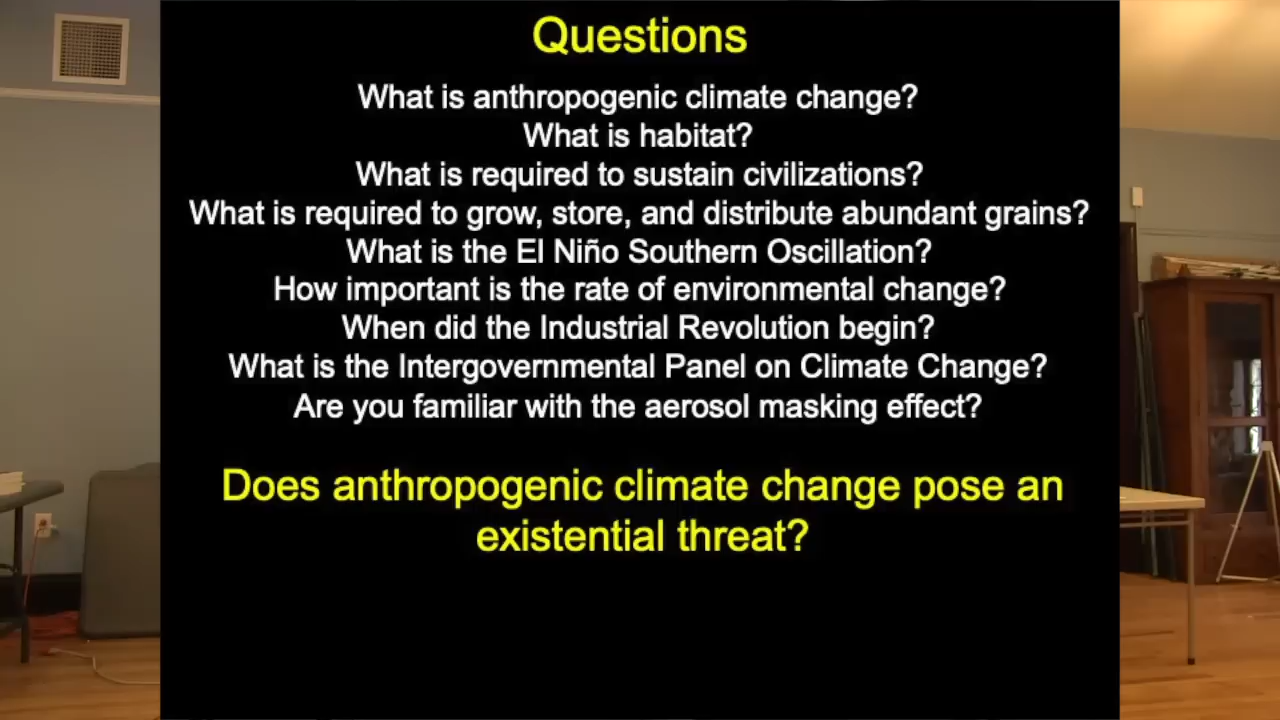 Questions
What is anthropogenic climate change?
What is habitat?
What is required to sustain civilizations?
What is required to grow, store, and distribute abundant grains?
What is the El Niño Southern Oscillation?
How important is the rate of environmental change?
When did the Industrial Revolution begin?
What is the Intergovernmental Panel on Climate Change?
Are you familiar with the aerosol masking effect?
Does anthropogenic climate change pose an
existential threat?